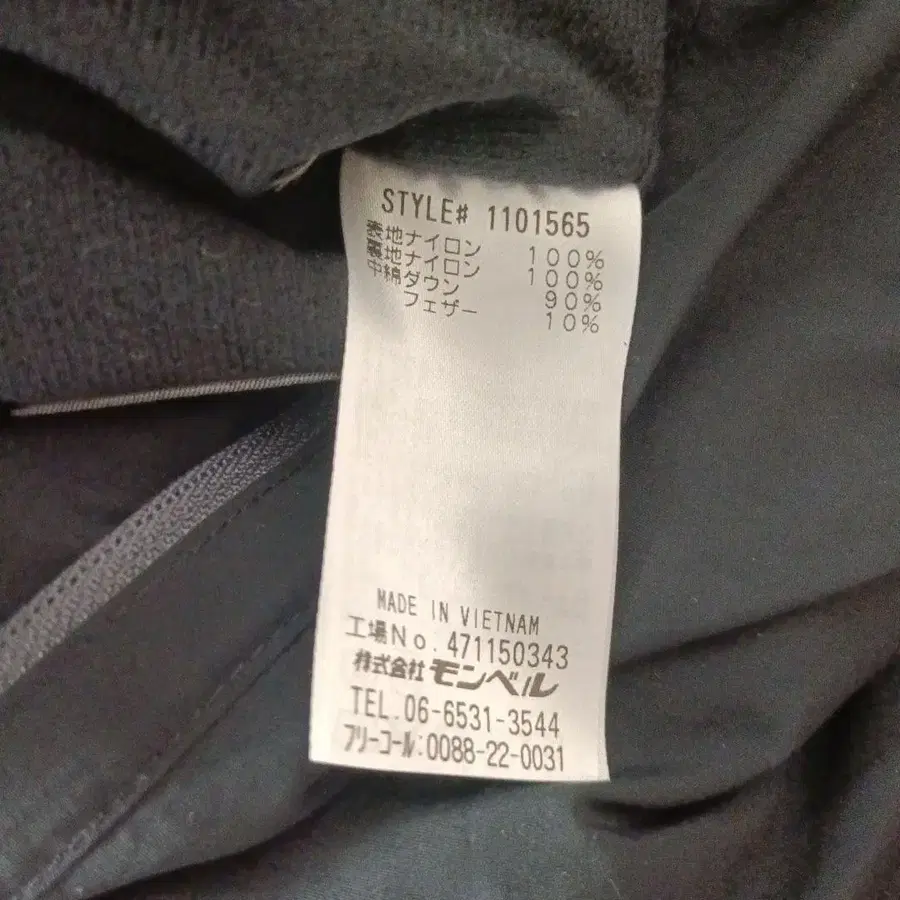 STYLE# 1101565
表地ナイロン 100%
裏地ナイロン 100%
中綿ダウン 90%
フェザー 10%
MADE IN VIETNAM
工場No.471150343
株式会社モンベル
TEL.06-6531-3544
フリーコール:0088-22-0031